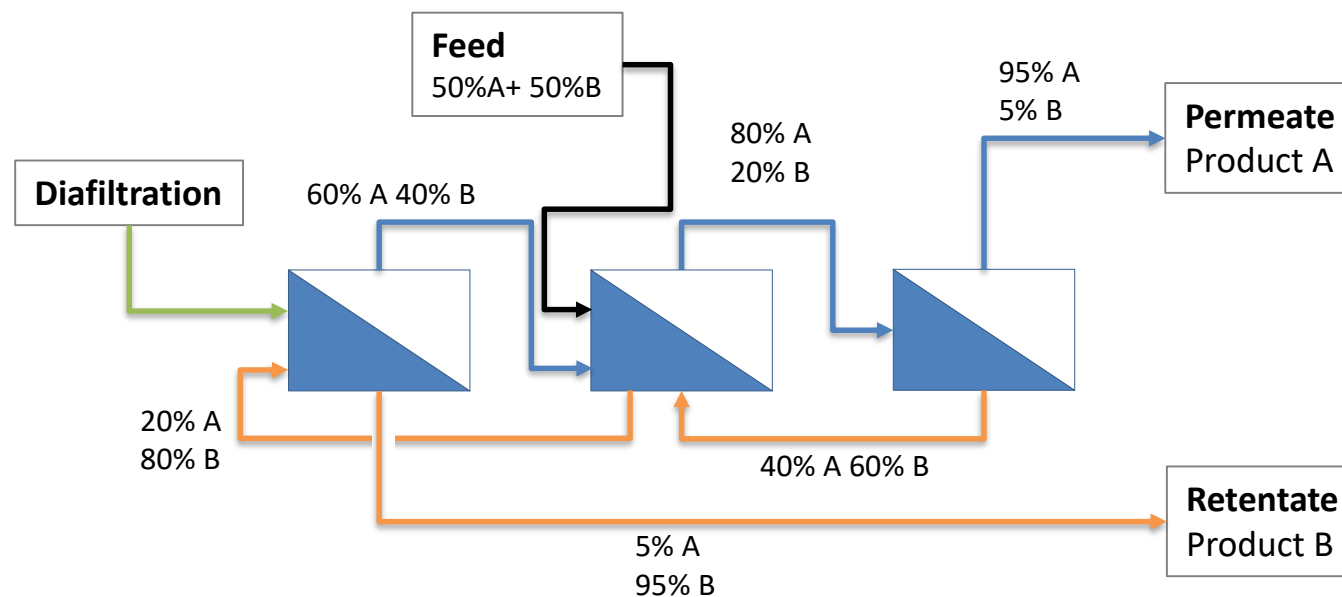 Feed
50%A+ 50%B
95% A
5% B
Permeate
Product A
80% A
20% B
Diafiltration
60% A 40% B
20% A
80% B
40% A 60% B
Retentate
Product B
5% A
95% B